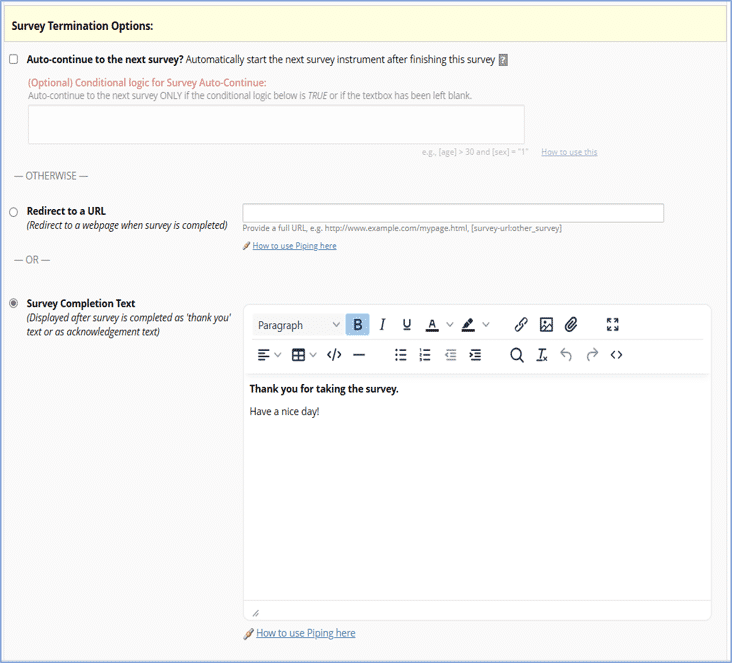 Survey Termination Options:
Auto-continue to the next survey? Automatically start the next survey instrument after finishing this survey ?
(Optional) Conditional logic for Survey Auto-Continue:
Auto-continue to the next survey ONLY if the conditional logic below is TRUE or if the textbox has been left blank.
e.g., [age] > 30 and [sex] = "1" How to use this
— OTHERWISE —
Redirect to a URL
(Redirect to a webpage when survey is completed)
Provide a full URL, e.g. http://www.example.com/mypage.html, [survey-url:other_survey]
How to use Piping here
— OR —
Survey Completion Text
(Displayed after survey is completed as 'thank you'
text or as acknowledgement text)
Paragraph B I U A
Thank you for taking the survey.
Have a nice day!
How to use Piping here